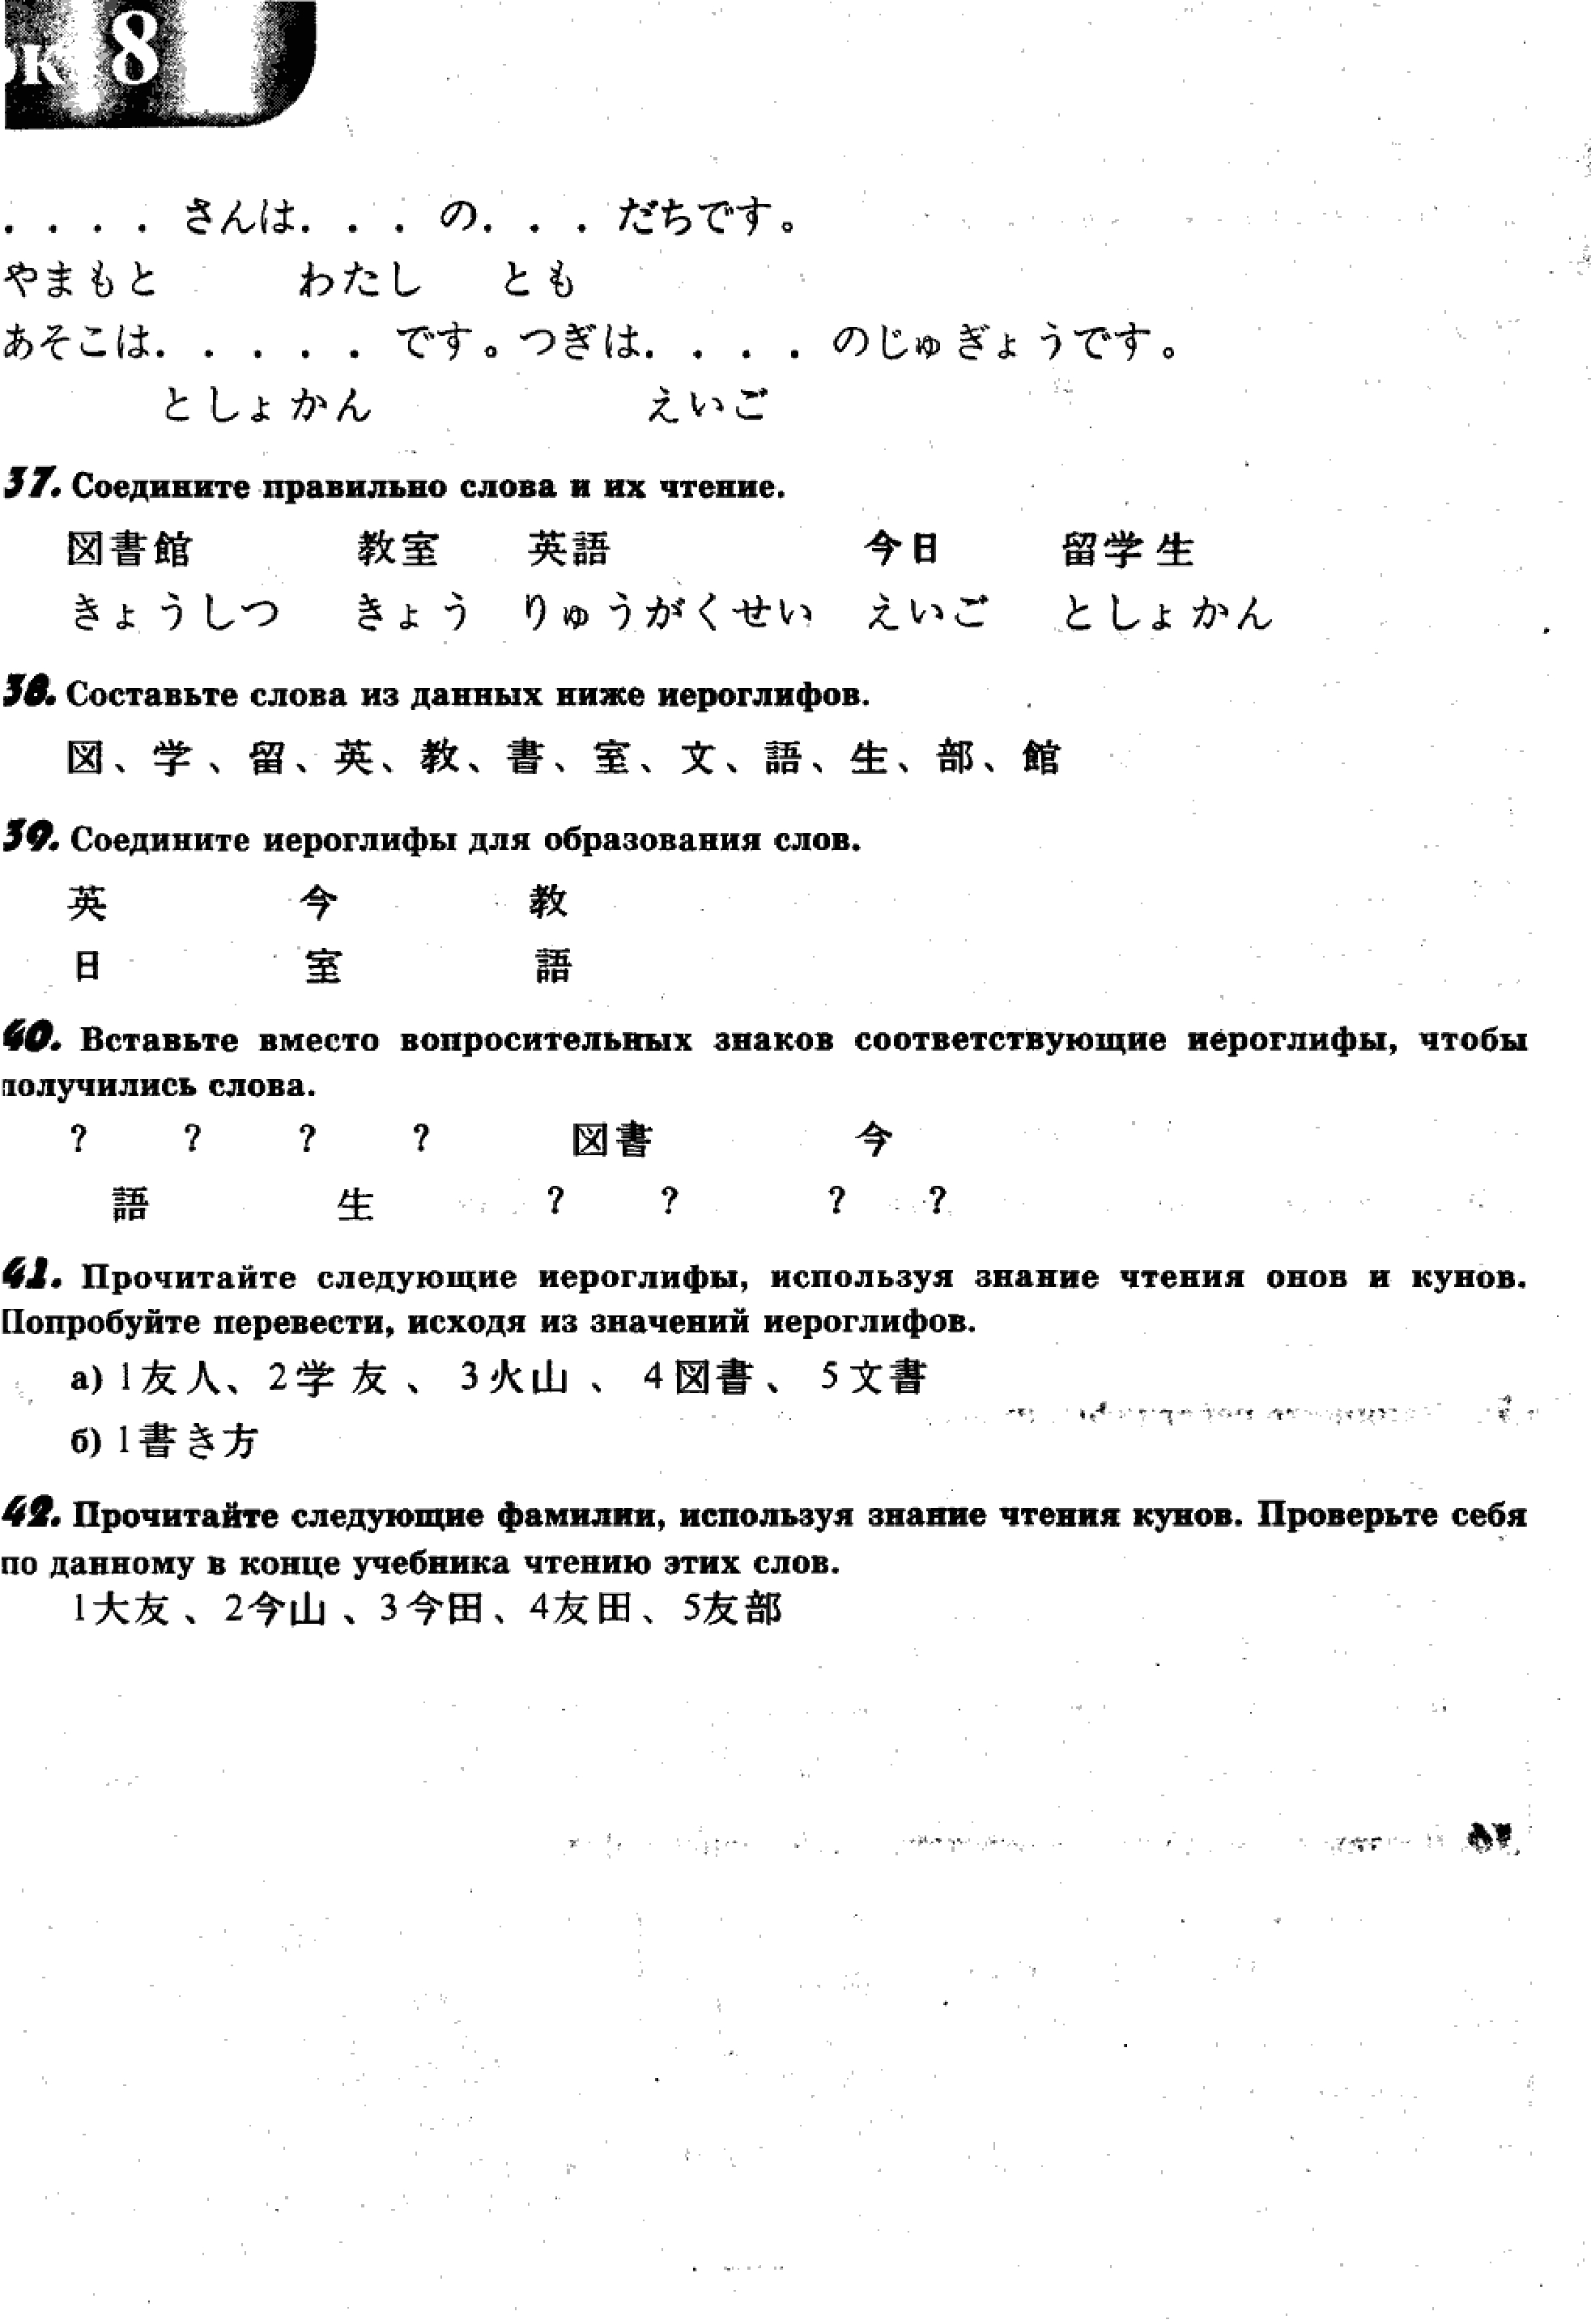 ок 8
. . . . さんは. . . の. . . だちです。
やまもと わたし とも
あそこは. . . . . です。つぎは. . . . のじゅぎょうです。
としょかん えいご
37. Соедините правильно слова и их чтение.
図書館 教室 英語 今日 留学生
きょうしつ きょう りゅうがくせい えいご としょかん
38. Составьте слова из данных ниже иероглифов.
図、学、留、英、教、書、室、文、語、生、部、館
39. Соедините иероглифы для образования слов.
英 今 教
日 室 語
40. Вставьте вместо вопросительных знаков соответствующие иероглифы, чтобы
получились слова.
? ? ? ? 図書 今
語 生 ? ? ? ?
41. Прочитайте следующие иероглифы, используя знание чтения онов и кунов.
Попробуйте перевести, исходя из значений иероглифов.
а) 1友人、2学友、3火山、4図書、5文書
б) 1書き方
42. Прочитайте следующие фамилии, используя знание чтения кунов. Проверьте себя
по данному в конце учебника чтению этих слов.
1大友、2今山、3今田、4友田、5友部